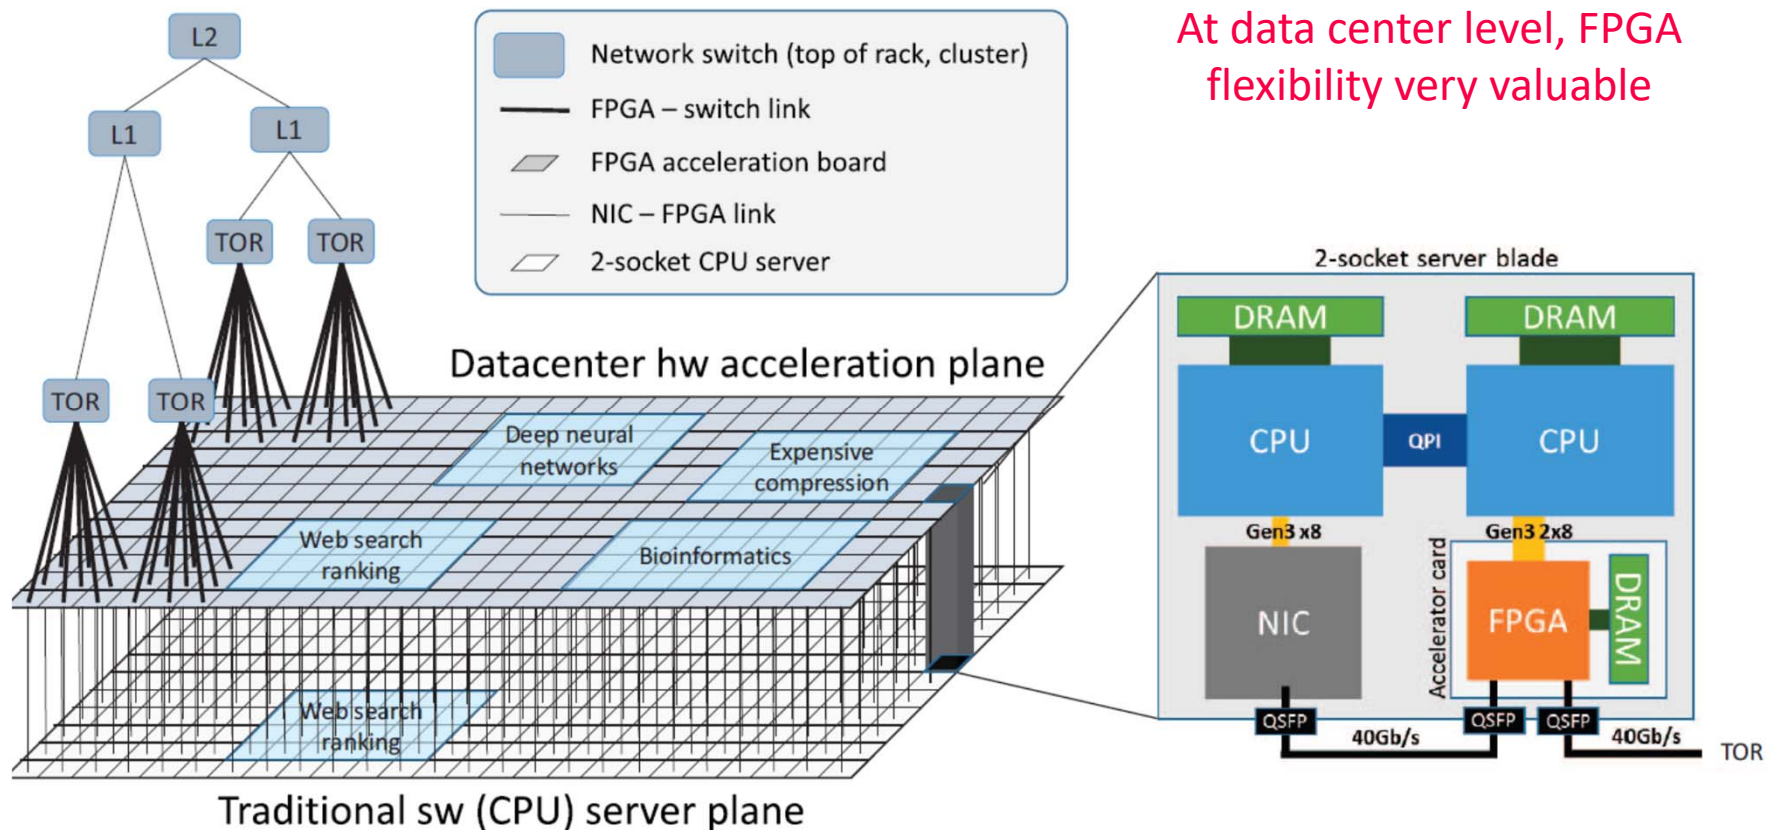 At data center level, FPGA
flexibility very valuable
L2
L1
L1
TOR
TOR
TOR
TOR
Network switch (top of rack, cluster)
FPGA – switch link
FPGA acceleration board
NIC – FPGA link
2-socket CPU server
Datacenter hw acceleration plane
Deep neural
networks
Expensive
compression
Web search
ranking
Bioinformatics
Web search
ranking
Traditional sw (CPU) server plane
2-socket server blade
DRAM
DRAM
CPU
QPI
CPU
Gen3 x8
Gen3 2x8
Accelerator card
NIC
FPGA
DRAM
QSFP
QSFP
QSFP
40Gb/s
40Gb/s
TOR